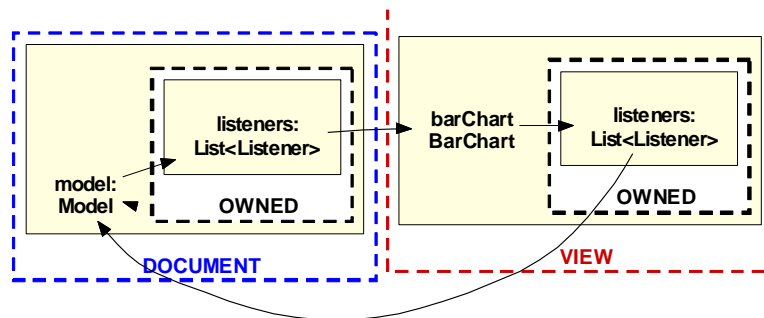 listeners:
List<Listener>
model:
Model
OWNED
DOCUMENT
barChart
BarChart
listeners:
List<Listener>
OWNED
VIEW